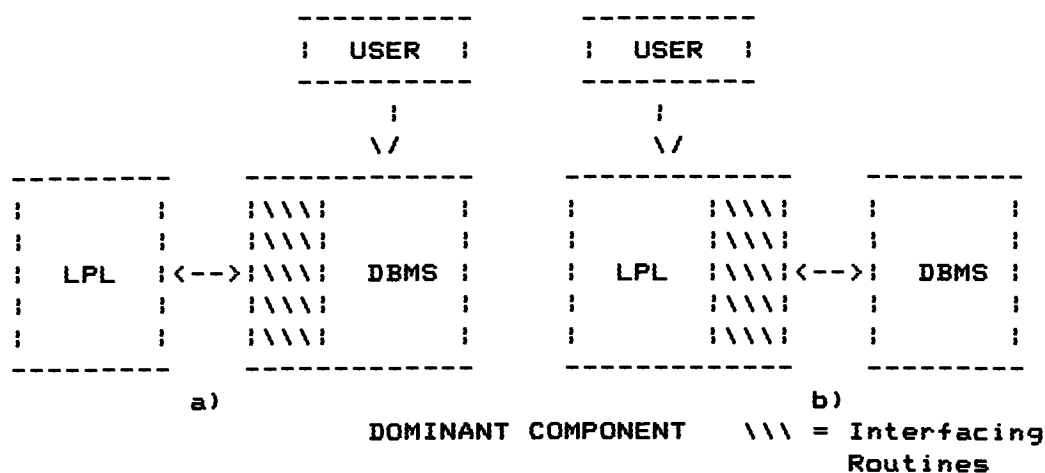 USER USER
LPL <--> \\\ DBMS LPL \\\ <--> DBMS
a) b)
DOMINANT COMPONENT \\\ = Interfacing
Routines